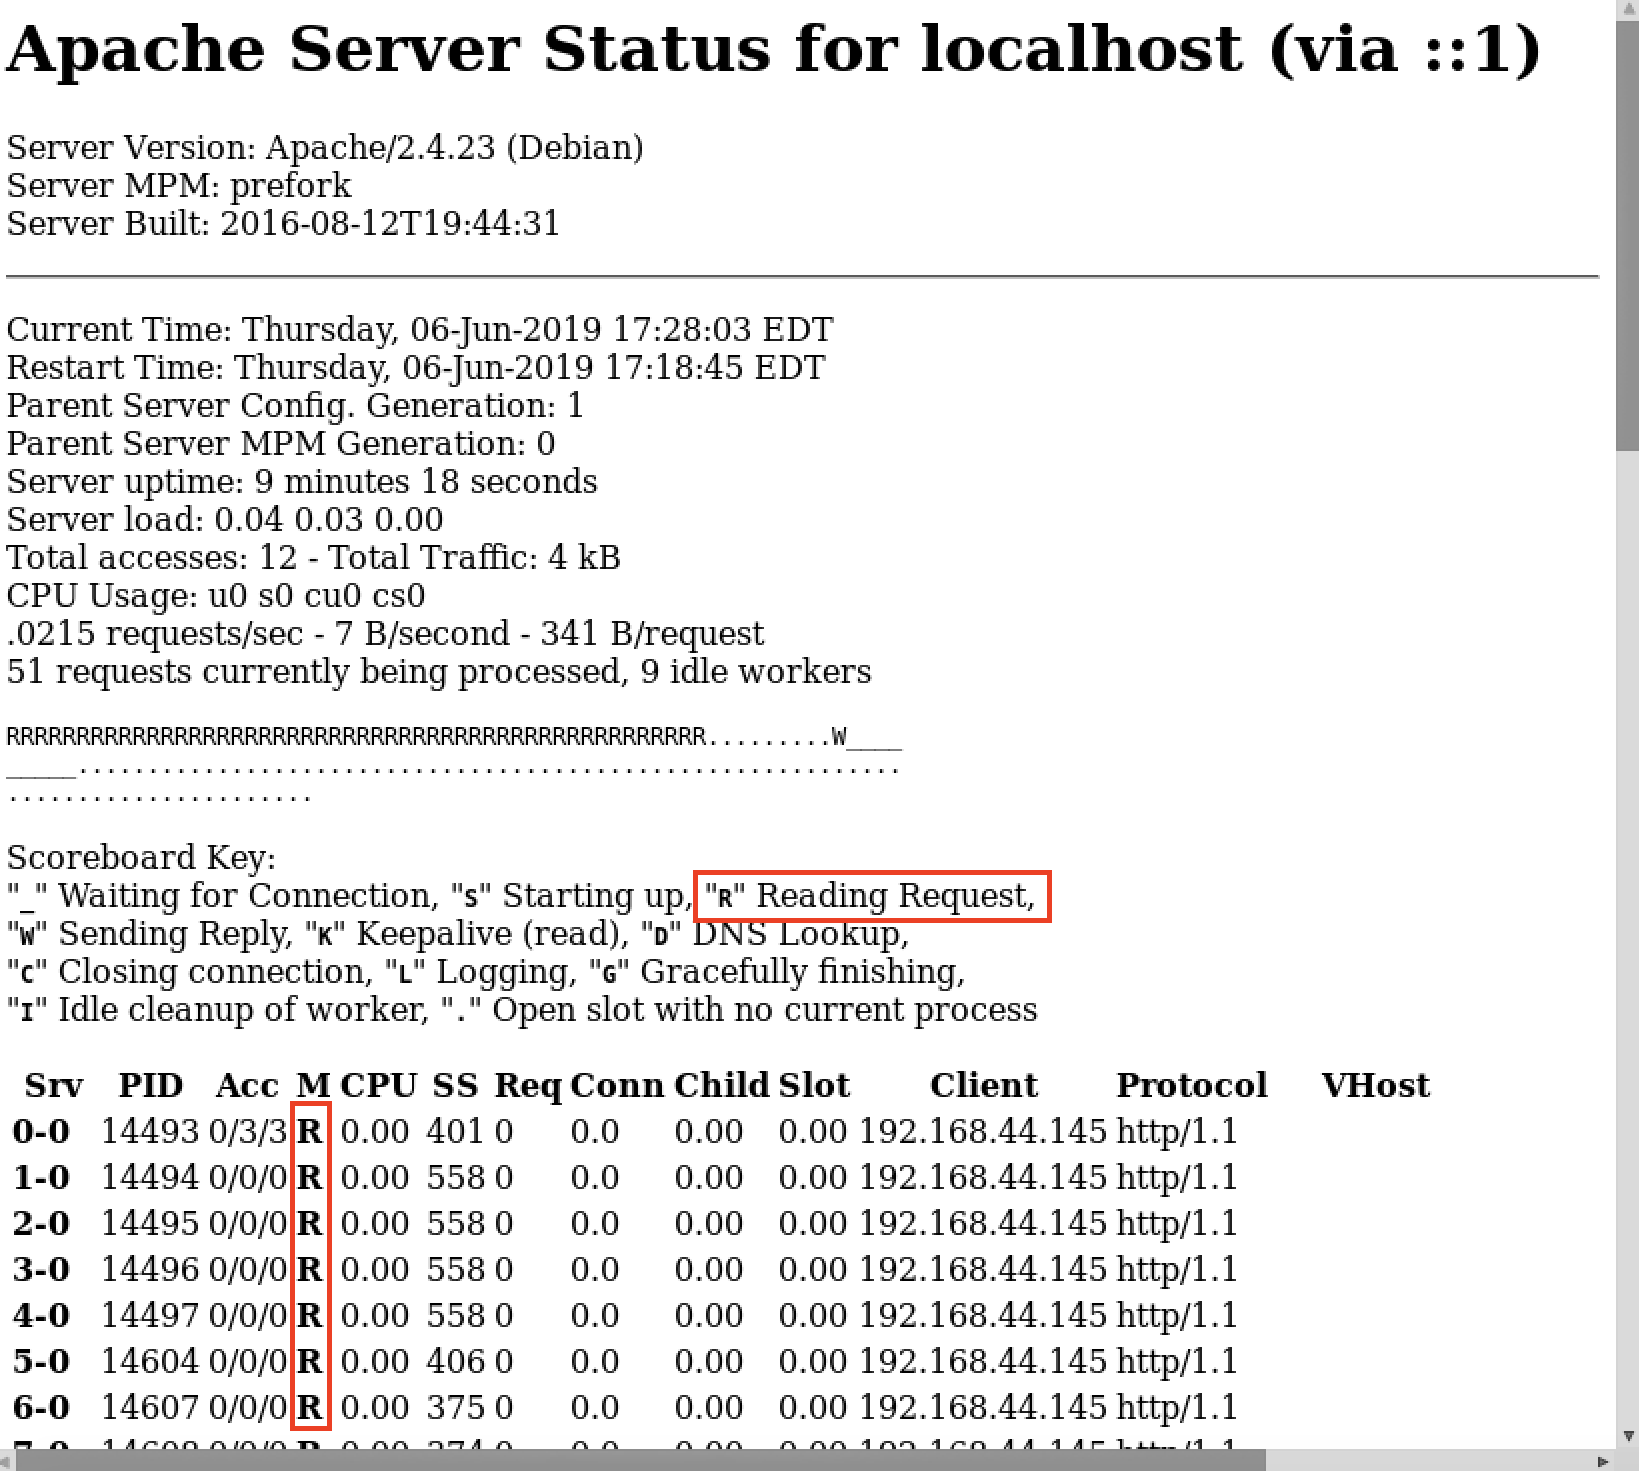 Apache Server Status for localhost (via ::1)
Server Version: Apache/2.4.23 (Debian)
Server MPM: prefork
Server Built: 2016-08-12T19:44:31
Current Time: Thursday, 06-Jun-2019 17:28:03 EDT
Restart Time: Thursday, 06-Jun-2019 17:18:45 EDT
Parent Server Config. Generation: 1
Parent Server MPM Generation: 0
Server uptime: 9 minutes 18 seconds
Server load: 0.04 0.03 0.00
Total accesses: 12 - Total Traffic: 4 kB
CPU Usage: u0 s0 cu0 cs0
.0215 requests/sec - 7 B/second - 341 B/request
51 requests currently being processed, 9 idle workers
RRRRRRRRRRRRRRRRRRRRRRRRRRRRRRRRRRRRRRRRRRRRRRRRRR.........W____
_____...........................................................
......................
Scoreboard Key:
"_" Waiting for Connection, "S" Starting up, "R" Reading Request,
"W" Sending Reply, "K" Keepalive (read), "D" DNS Lookup,
"C" Closing connection, "L" Logging, "G" Gracefully finishing,
"I" Idle cleanup of worker, "." Open slot with no current process
Srv PID Acc M CPU SS Req Conn Child Slot Client Protocol VHost
0-0 14493 0/3/3 R 0.00 401 0 0.0 0.00 0.00 192.168.44.145 http/1.1
1-0 14494 0/0/0 R 0.00 558 0 0.0 0.00 0.00 192.168.44.145 http/1.1
2-0 14495 0/0/0 R 0.00 558 0 0.0 0.00 0.00 192.168.44.145 http/1.1
3-0 14496 0/0/0 R 0.00 558 0 0.0 0.00 0.00 192.168.44.145 http/1.1
4-0 14497 0/0/0 R 0.00 558 0 0.0 0.00 0.00 192.168.44.145 http/1.1
5-0 14604 0/0/0 R 0.00 406 0 0.0 0.00 0.00 192.168.44.145 http/1.1
6-0 14607 0/0/0 R 0.00 375 0 0.0 0.00 0.00 192.168.44.145 http/1.1